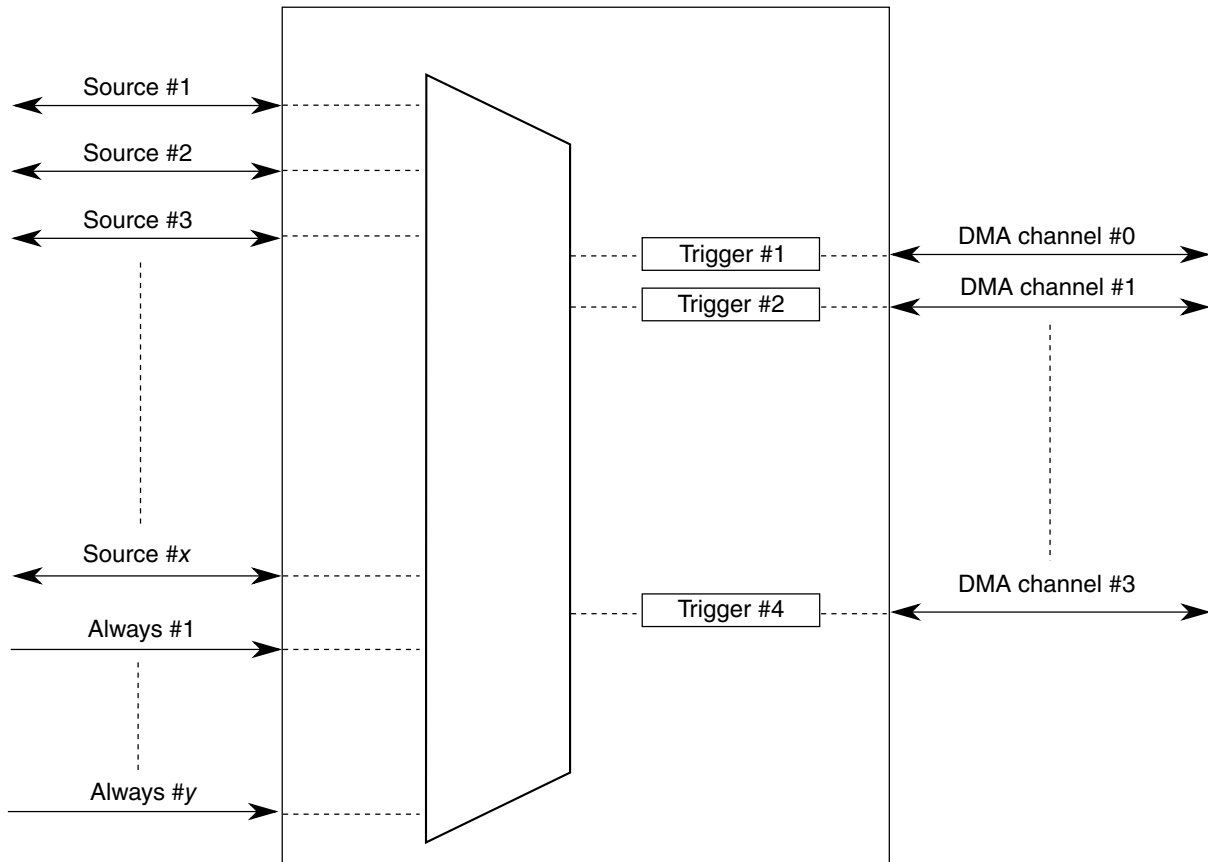 Source #1
Source #2
Source #3
Source #x
Always #1
Always #y
Trigger #1
Trigger #2
Trigger #4
DMA channel #0
DMA channel #1
DMA channel #3